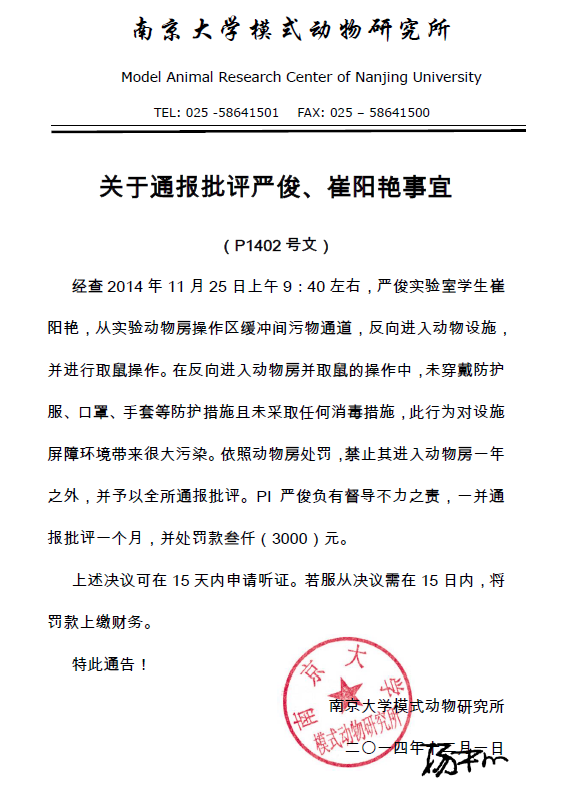 南京大学模式动物研究所
Model Animal Research Center of Nanjing University
TEL: 025 -58641501 FAX: 025 – 58641500
关于通报批评严俊、崔阳艳事宜
（P1402 号文）
经查 2014 年 11 月 25 日上午 9：40 左右，严俊实验室学生崔
阳艳，从实验动物房操作区缓冲间污物通道，反向进入动物设施，
并进行取鼠操作。在反向进入动物房并取鼠的操作中，未穿戴防护
服、口罩、手套等防护措施且未采取任何消毒措施，此行为对设施
屏障环境带来很大污染。依照动物房处罚，禁止其进入动物房一年
之外，并予以全所通报批评。PI 严俊负有督导不力之责，一并通
报批评一个月，并处罚款叁仟（3000）元。
上述决议可在 15 天内申请听证。若服从决议需在 15 日内，将
罚款上缴财务。
特此通告！
南京大学
模式动物研究所
南京大学模式动物研究所
二〇一四年十二月一日